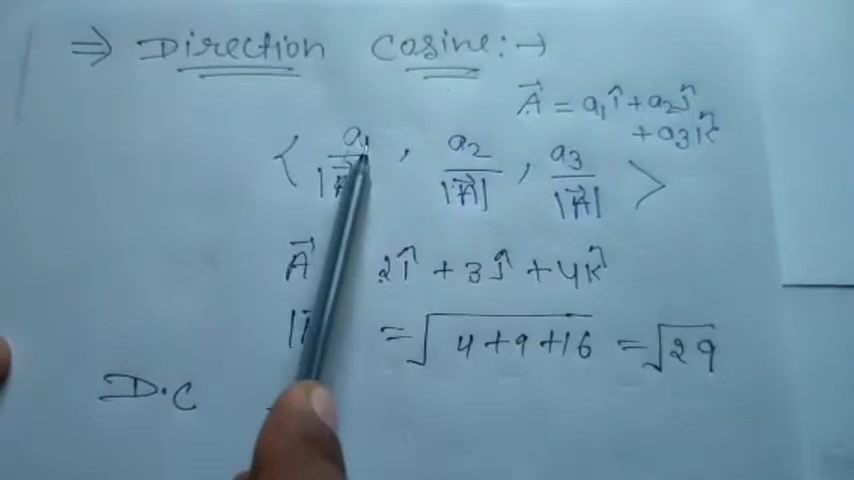 ⇒ Direction Cosine:→
A⃗ = a₁î + a₂ĵ
+ a₃k̂
< a₁/|A⃗| , a₂/|A⃗| , a₃/|A⃗| >
A⃗ 2î + 3ĵ + 4k̂
= √4+9+16 = √29
D.C